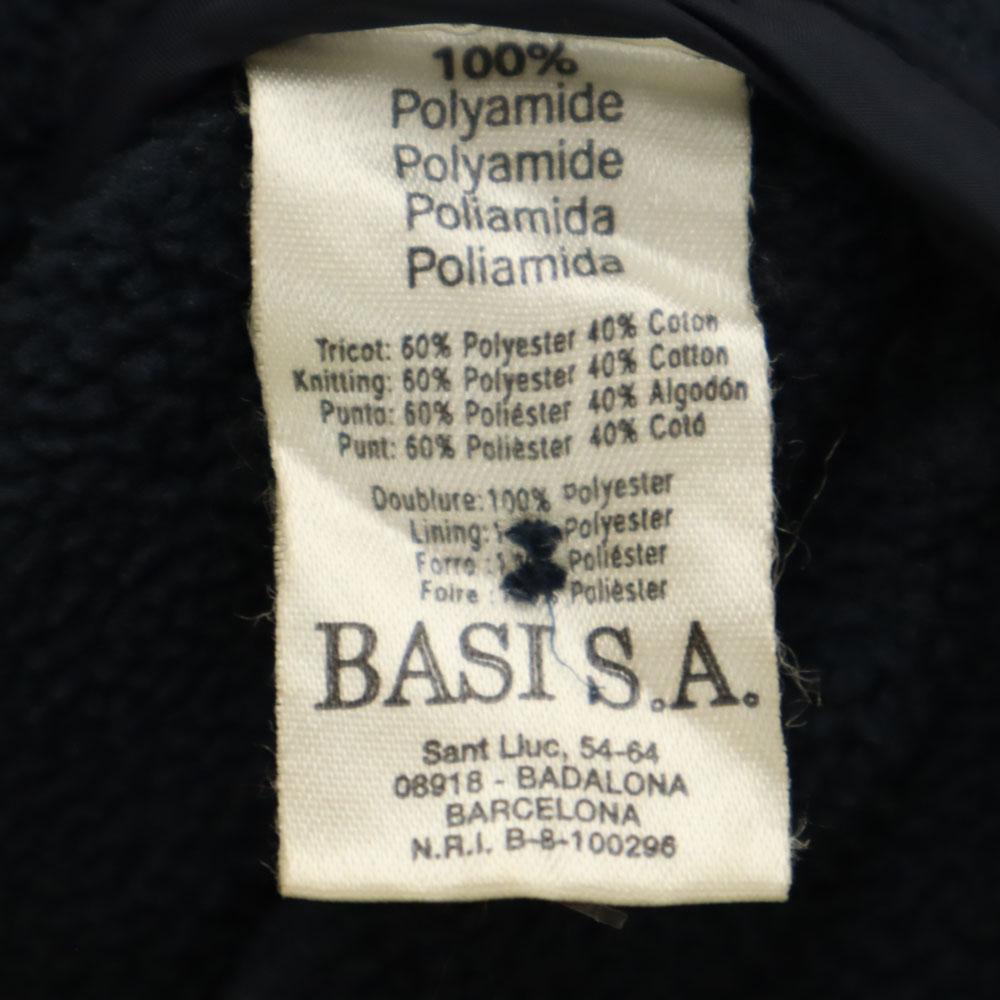 100%
Polyamide
Polyamide
Poliamida
Poliamida
Tricot: 60% Polyester 40% Coton
Knitting: 60% Polyester 40% Cotton
Punto: 60% Poliéster 40% Algodón
Punt: 60% Polièster 40% Cotó
Doublure: 100% Polyester
Lining: Polyester
Forro : Poliéster
Folre : Polièster
BASI S.A.
Sant Lluc, 54-64
08918 - BADALONA
BARCELONA
N.R.I. B-8-100296